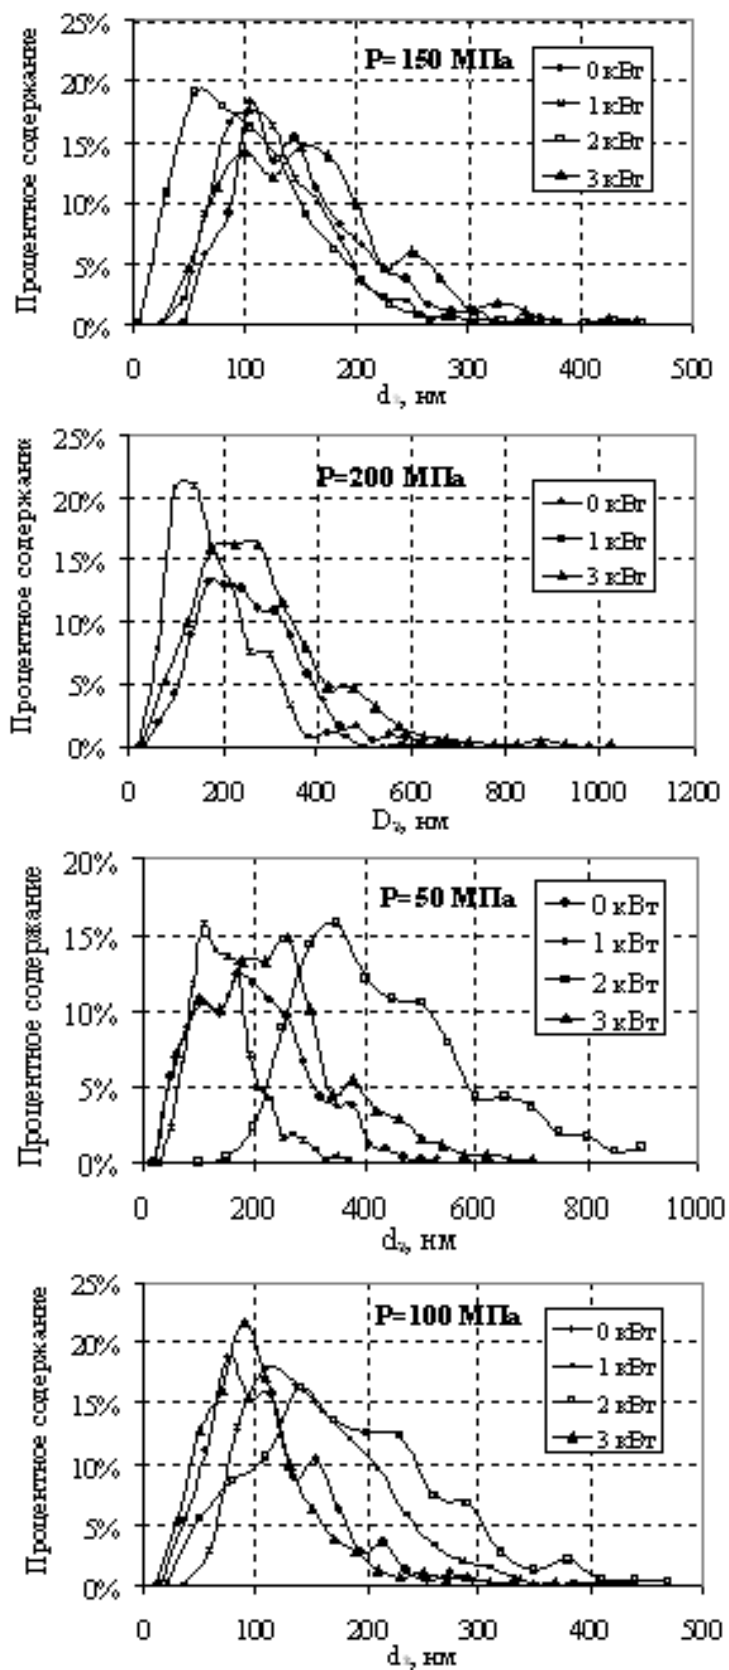 Процентное содержание
25%
20%
15%
10%
5%
0%
P=150 МПа
0 кВт
1 кВт
2 кВт
3 кВт
0 100 200 300 400 500
d, нм
Процентное содержание
25%
20%
15%
10%
5%
0%
P=200 МПа
0 кВт
1 кВт
3 кВт
0 200 400 600 800 1000 1200
D, нм
Процентное содержание
20%
15%
10%
5%
0%
P=50 МПа
0 кВт
1 кВт
2 кВт
3 кВт
0 200 400 600 800 1000
d, нм
Процентное содержание
25%
20%
15%
10%
5%
0%
P=100 МПа
0 кВт
1 кВт
2 кВт
3 кВт
0 100 200 300 400 500
d, нм